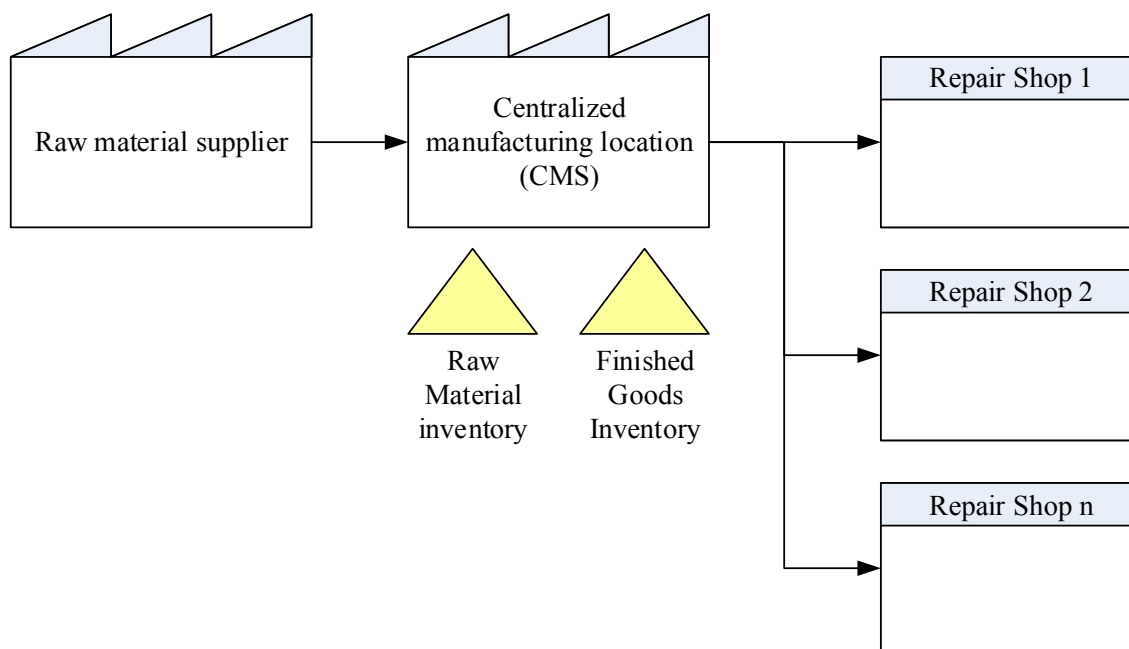 Raw material supplier
Centralized
manufacturing location
(CMS)
Repair Shop 1
Repair Shop 2
Repair Shop n
Raw
Material
inventory
Finished
Goods
Inventory